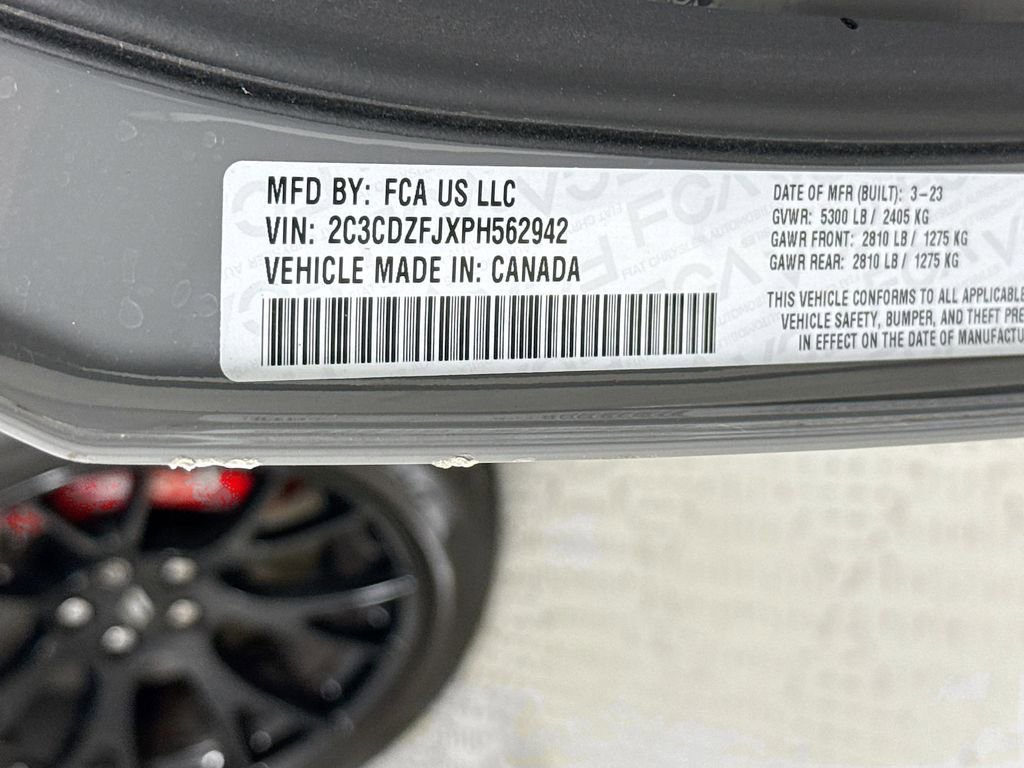 MFD BY: FCA US LLC
VIN: 2C3CDZFJXPH562942
VEHICLE MADE IN: CANADA
DATE OF MFR (BUILT): 3-23
GVWR: 5300 LB / 2405 KG
GAWR FRONT: 2810 LB / 1275 KG
GAWR REAR: 2810 LB / 1275 KG
THIS VEHICLE CONFORMS TO ALL APPLICABLE
VEHICLE SAFETY, BUMPER, AND THEFT PRE
IN EFFECT ON THE DATE OF MANUFACTU